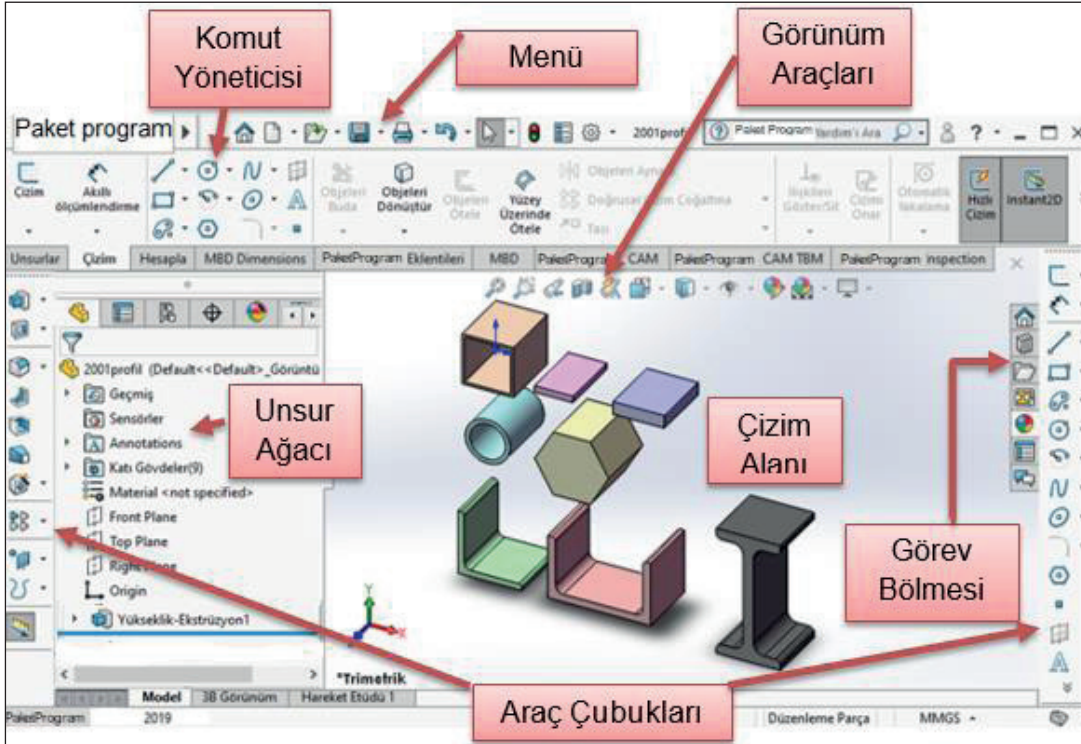 Komut
Yöneticisi
Menü
Görünüm
Araçları
Paket program
2001profil
? Paket Program Yardım'ı Ara
?
Çizim
Akıllı
ölçümlendirme
Objeleri
Buda
Objeleri
Dönüştür
Objeleri
Ötele
Yüzey
Üzerinde
Ötele
Objeleri Aynala
Doğrusal Çizim Çoğaltma
Taşı
İlişkileri
Göster/Sil
Çizimi
Onar
Otomatik
Yakalama
Hızlı
Çizim
Instant2D
Unsurlar
Çizim
Hesapla
MBD Dimensions
PaketProgram Eklentileri
MBD
PaketProgram CAM
PaketProgram CAM TBM
PaketProgram Inspection
2001profil (Default<<Default>_Görüntü
Geçmiş
Sensörler
Annotations
Katı Gövdeler(9)
Material <not specified>
Front Plane
Top Plane
Right Plane
Origin
Yükseklik-Ekstrüzyon1
Unsur
Ağacı
Çizim
Alanı
Görev
Bölmesi
Y
X
*Trimetrik
Araç Çubukları
Model
3B Görünüm
Hareket Etüdü 1
PaketProgram
2019
Düzenleme Parça
MMGS